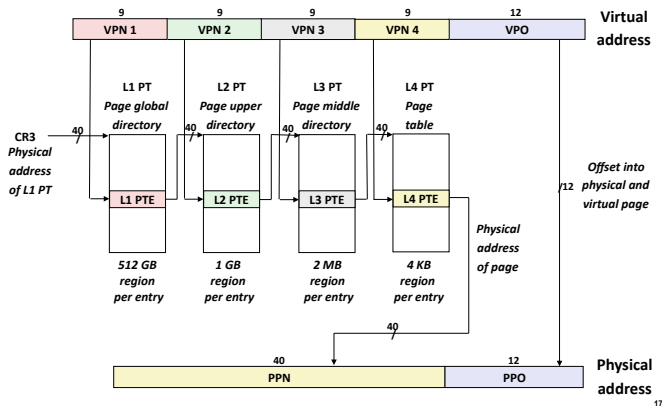 9 9 9 9 12
VPN 1 VPN 2 VPN 3 VPN 4 VPO
Virtual
address
L1 PT
Page global
directory
L2 PT
Page upper
directory
L3 PT
Page middle
directory
L4 PT
Page
table
CR3
Physical
address
of L1 PT
40 40 40 40
L1 PTE L2 PTE L3 PTE L4 PTE
512 GB
region
per entry
1 GB
region
per entry
2 MB
region
per entry
4 KB
region
per entry
Offset into
physical and
virtual page
12
Physical
address
of page
40
40 12
PPN PPO
Physical
address
17